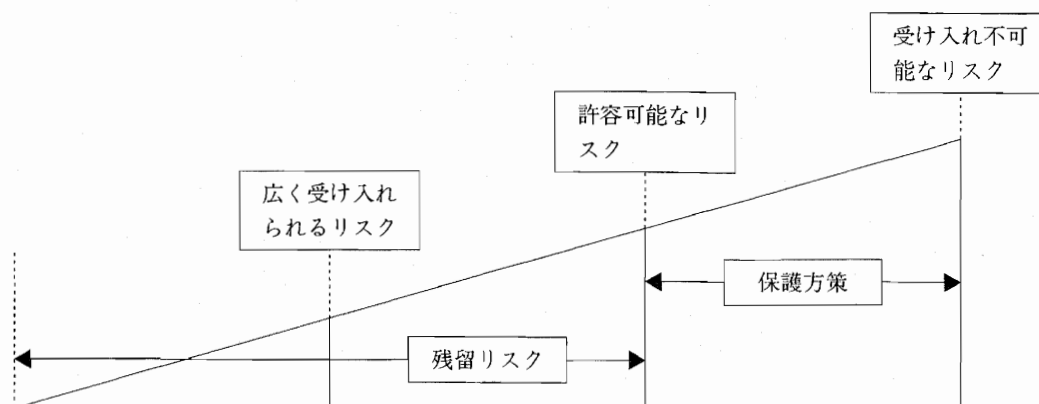 受け入れ不可
能なリスク
許容可能なリ
スク
広く受け入れ
られるリスク
保護方策
残留リスク